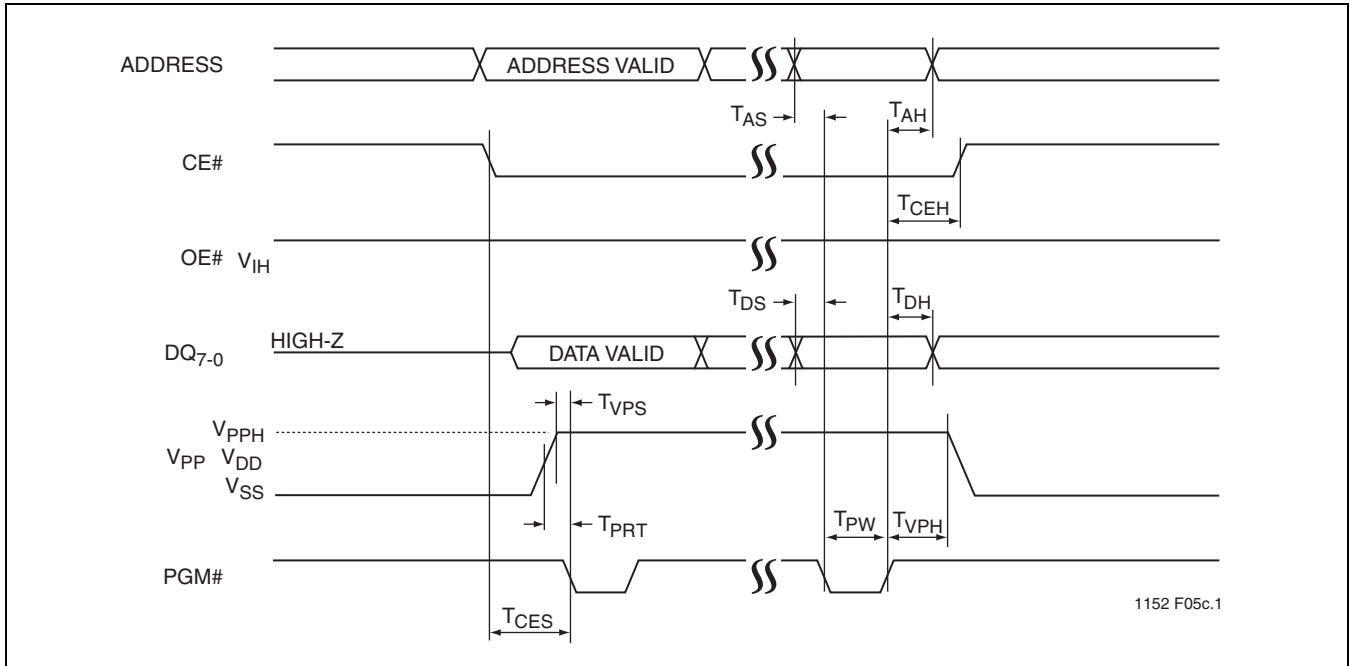 ADDRESS
ADDRESS VALID
TAS
TAH
CE#
TCEH
OE# VIH
TDS
TDH
DQ7-0
HIGH-Z
DATA VALID
TVPS
VPPH
VPP VDD
VSS
TPRT
TPW
TVPH
PGM#
1152 F05c.1
TCES